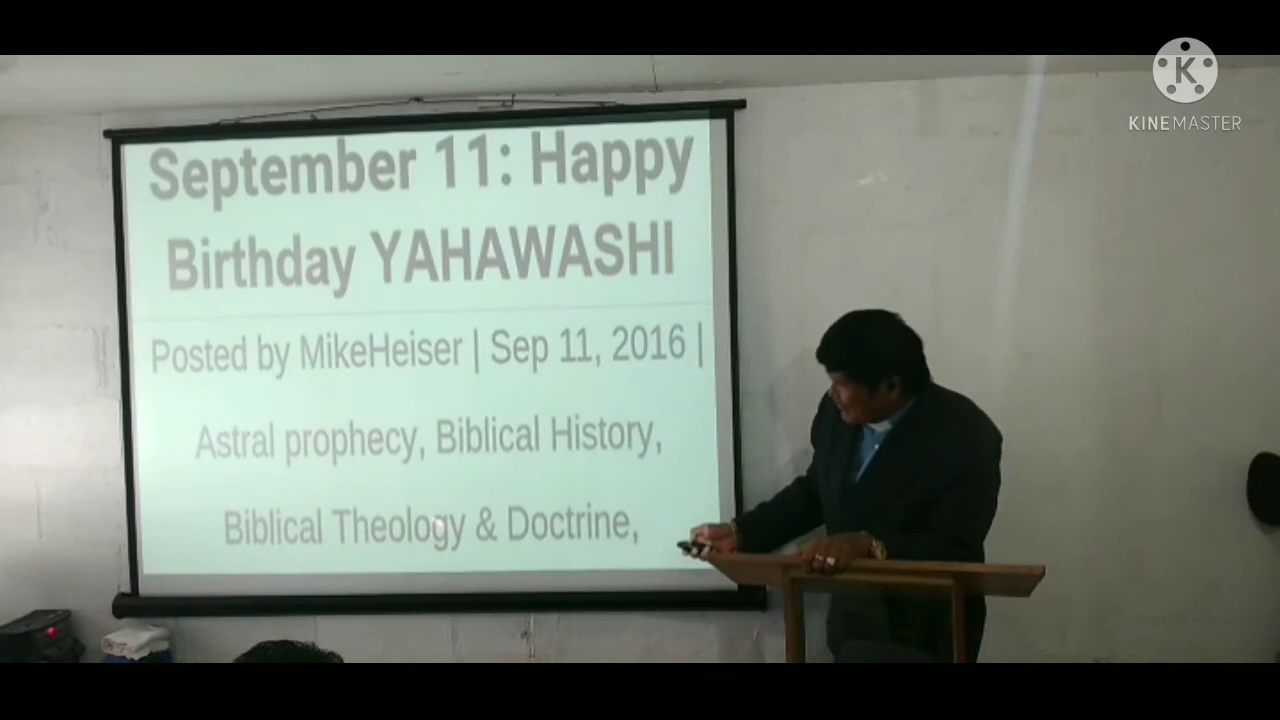 September 11: Happy
Birthday YAHAWASHI
Posted by MikeHeiser | Sep 11, 2016 |
Astral prophecy, Biblical History,
Biblical Theology & Doctrine,
K
KINEMASTER